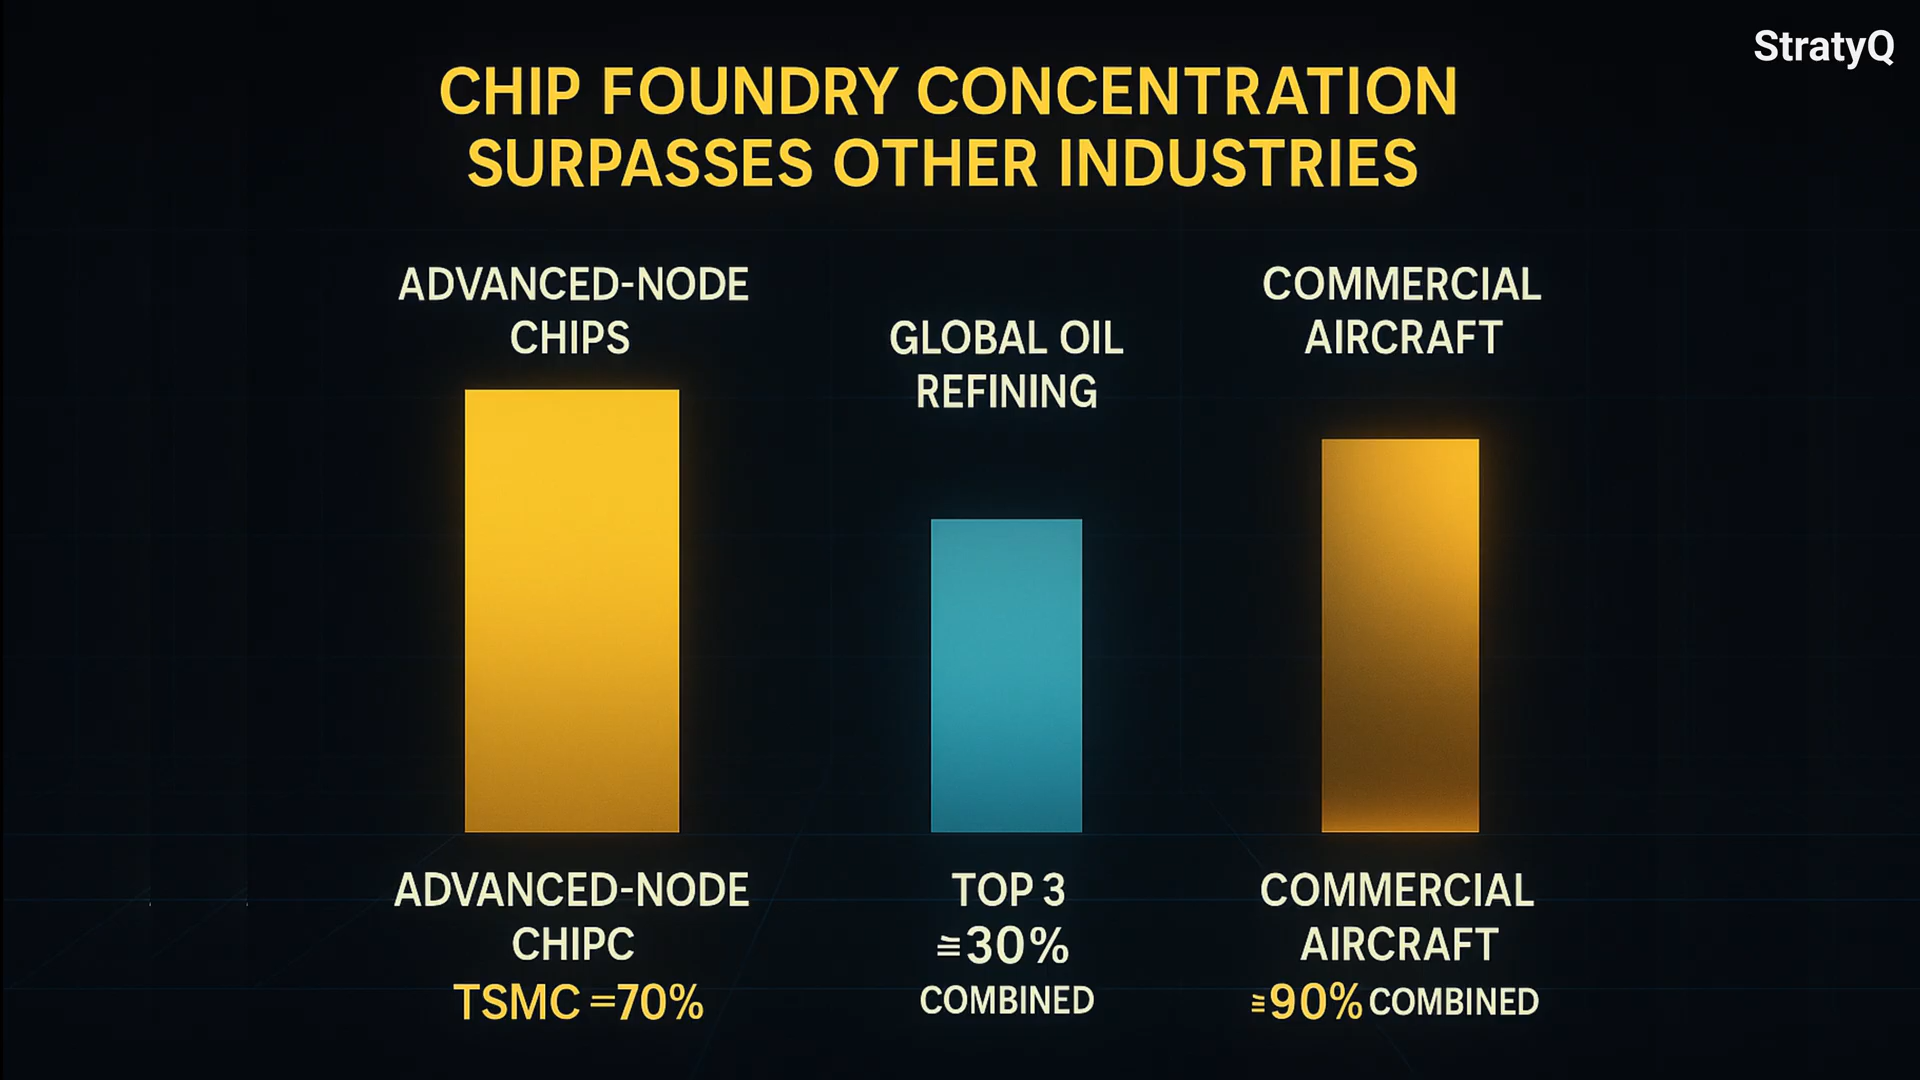 StratyQ
CHIP FOUNDRY CONCENTRATION
SURPASSES OTHER INDUSTRIES
ADVANCED-NODE
CHIPS
GLOBAL OIL
REFINING
COMMERCIAL
AIRCRAFT
ADVANCED-NODE
CHIPC
TSMC =70%
TOP 3
≅30%
COMBINED
COMMERCIAL
AIRCRAFT
≅90% COMBINED